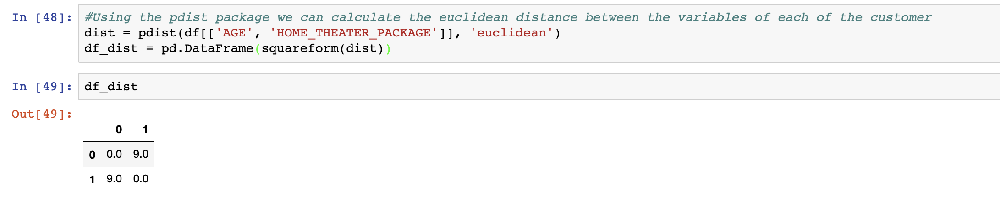 In [48]: #Using the pdist package we can calculate the euclidean distance between the variables of each of the customer
dist = pdist(df[['AGE', 'HOME_THEATER_PACKAGE']], 'euclidean')
df_dist = pd.DataFrame(squareform(dist))
In [49]: df_dist
Out[49]:
0 1
0 0.0 9.0
1 9.0 0.0